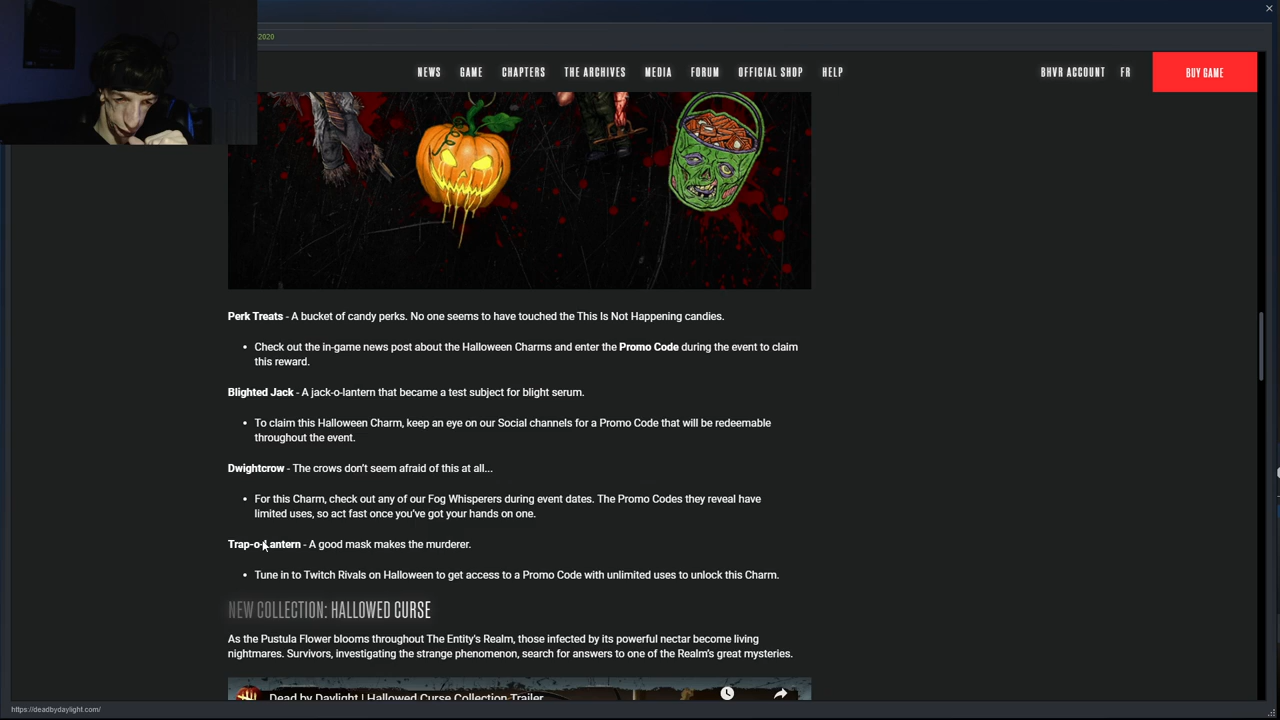 2020
NEWS GAME CHAPTERS THE ARCHIVES MEDIA FORUM OFFICIAL SHOP HELP BHVR ACCOUNT FR BUY GAME
Perk Treats - A bucket of candy perks. No one seems to have touched the This Is Not Happening candies.
• Check out the in-game news post about the Halloween Charms and enter the Promo Code during the event to claim
this reward.
Blighted Jack - A jack-o-lantern that became a test subject for blight serum.
• To claim this Halloween Charm, keep an eye on our Social channels for a Promo Code that will be redeemable
throughout the event.
Dwightcrow - The crows don’t seem afraid of this at all...
• For this Charm, check out any of our Fog Whisperers during event dates. The Promo Codes they reveal have
limited uses, so act fast once you’ve got your hands on one.
Trap-o-Lantern - A good mask makes the murderer.
• Tune in to Twitch Rivals on Halloween to get access to a Promo Code with unlimited uses to unlock this Charm.
NEW COLLECTION: HALLOWED CURSE
As the Pustula Flower blooms throughout The Entity’s Realm, those infected by its powerful nectar become living
nightmares. Survivors, investigating the strange phenomenon, search for answers to one of the Realm’s great mysteries.
Dead by Daylight | Hallowed Curse Collection Trailer
https://deadbydaylight.com/